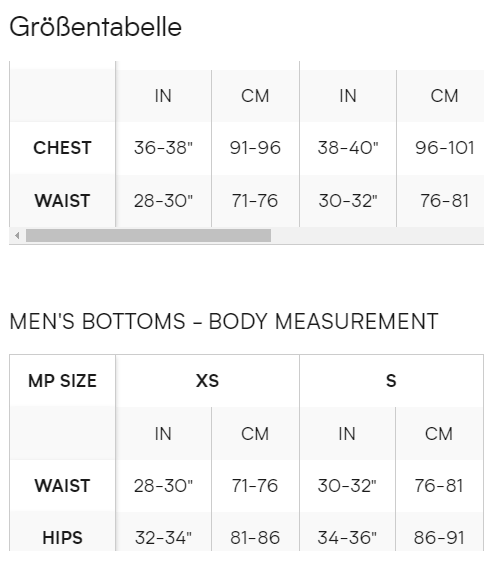 Größentabelle
IN CM IN CM
CHEST 36-38" 91-96 38-40" 96-101
WAIST 28-30" 71-76 30-32" 76-81
MEN'S BOTTOMS - BODY MEASUREMENT
MP SIZE XS S
IN CM IN CM
WAIST 28-30" 71-76 30-32" 76-81
HIPS 32-34" 81-86 34-36" 86-91